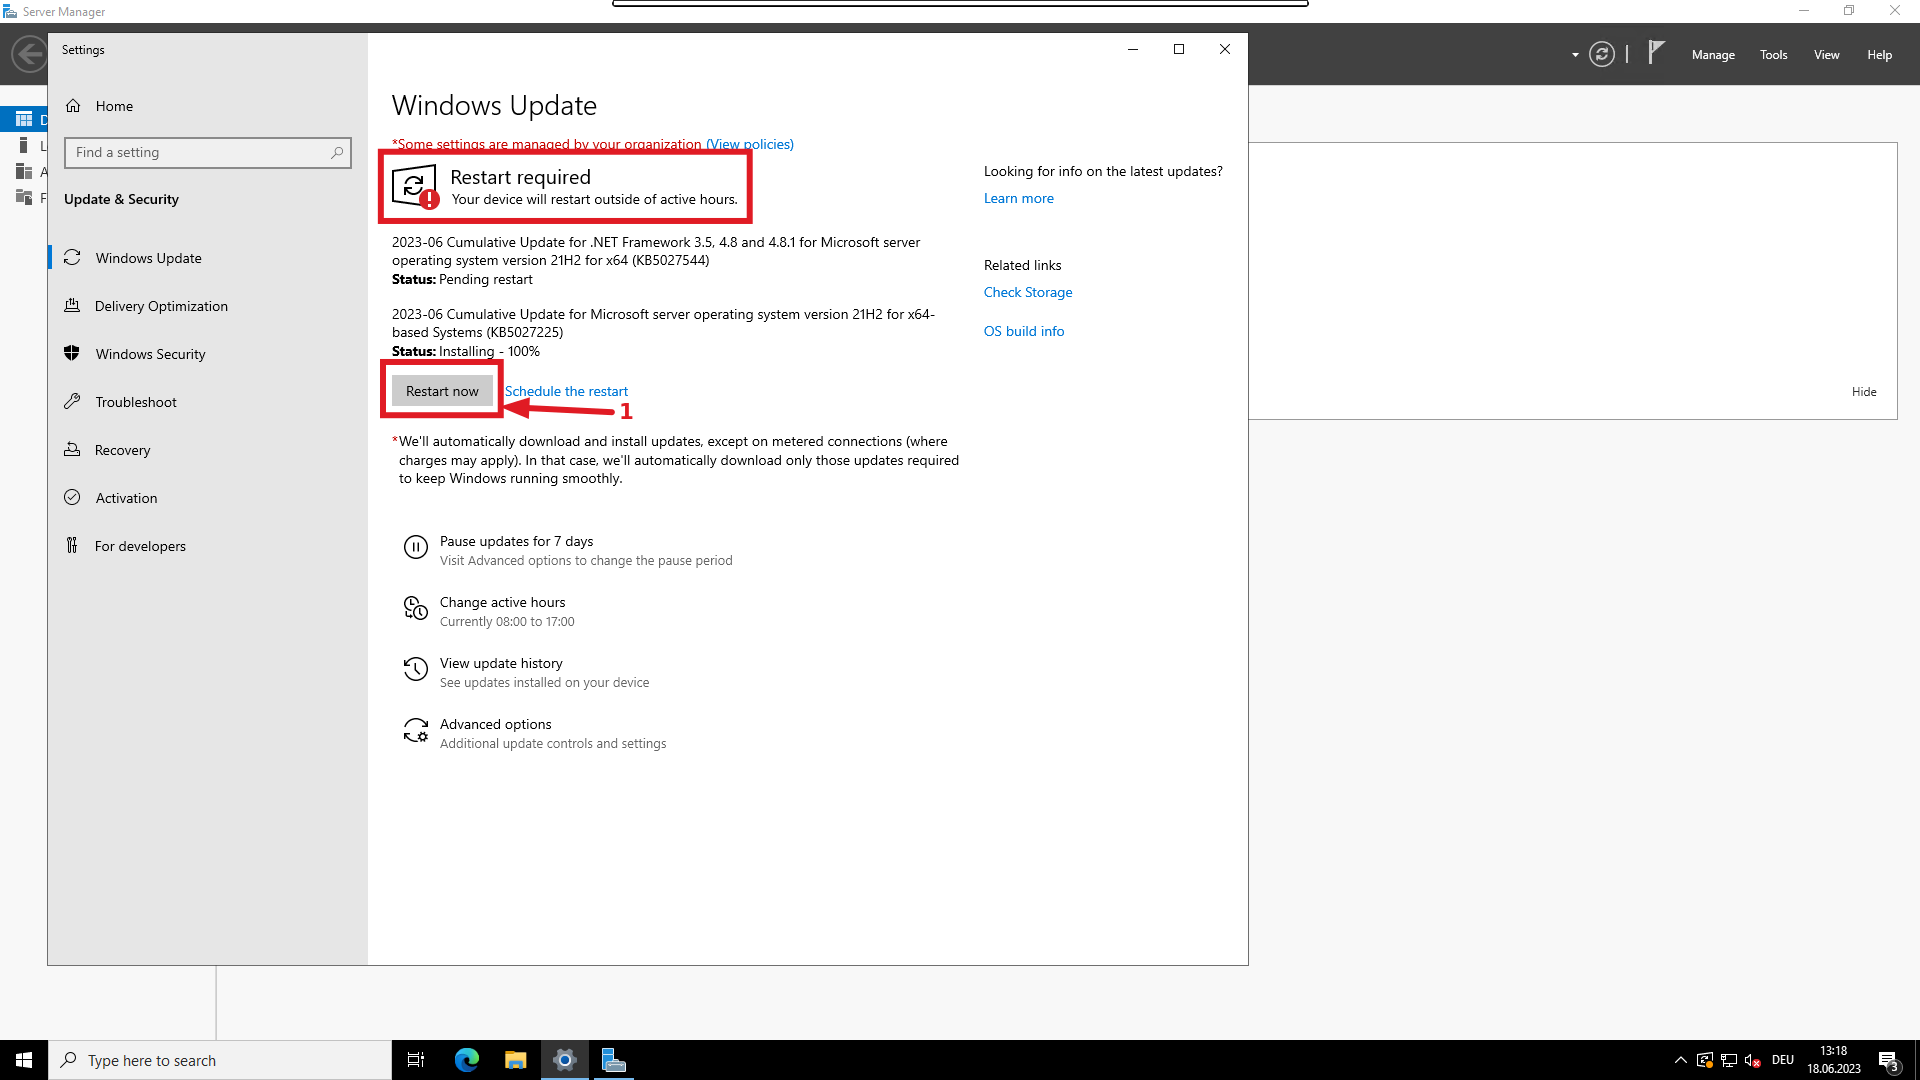 Server Manager
Manage
Tools
View
Help
Settings
Home
Find a setting
Update & Security
Windows Update
Delivery Optimization
Windows Security
Troubleshoot
Recovery
Activation
For developers
Windows Update
*Some settings are managed by your organization (View policies)
Restart required
Your device will restart outside of active hours.
2023-06 Cumulative Update for .NET Framework 3.5, 4.8 and 4.8.1 for Microsoft server
operating system version 21H2 for x64 (KB5027544)
Status: Pending restart
2023-06 Cumulative Update for Microsoft server operating system version 21H2 for x64-
based Systems (KB5027225)
Status: Installing - 100%
Restart now
Schedule the restart
1
*We'll automatically download and install updates, except on metered connections (where
charges may apply). In that case, we'll automatically download only those updates required
to keep Windows running smoothly.
Pause updates for 7 days
Visit Advanced options to change the pause period
Change active hours
Currently 08:00 to 17:00
View update history
See updates installed on your device
Advanced options
Additional update controls and settings
Looking for info on the latest updates?
Learn more
Related links
Check Storage
OS build info
Hide
Type here to search
DEU
13:18
18.06.2023
3